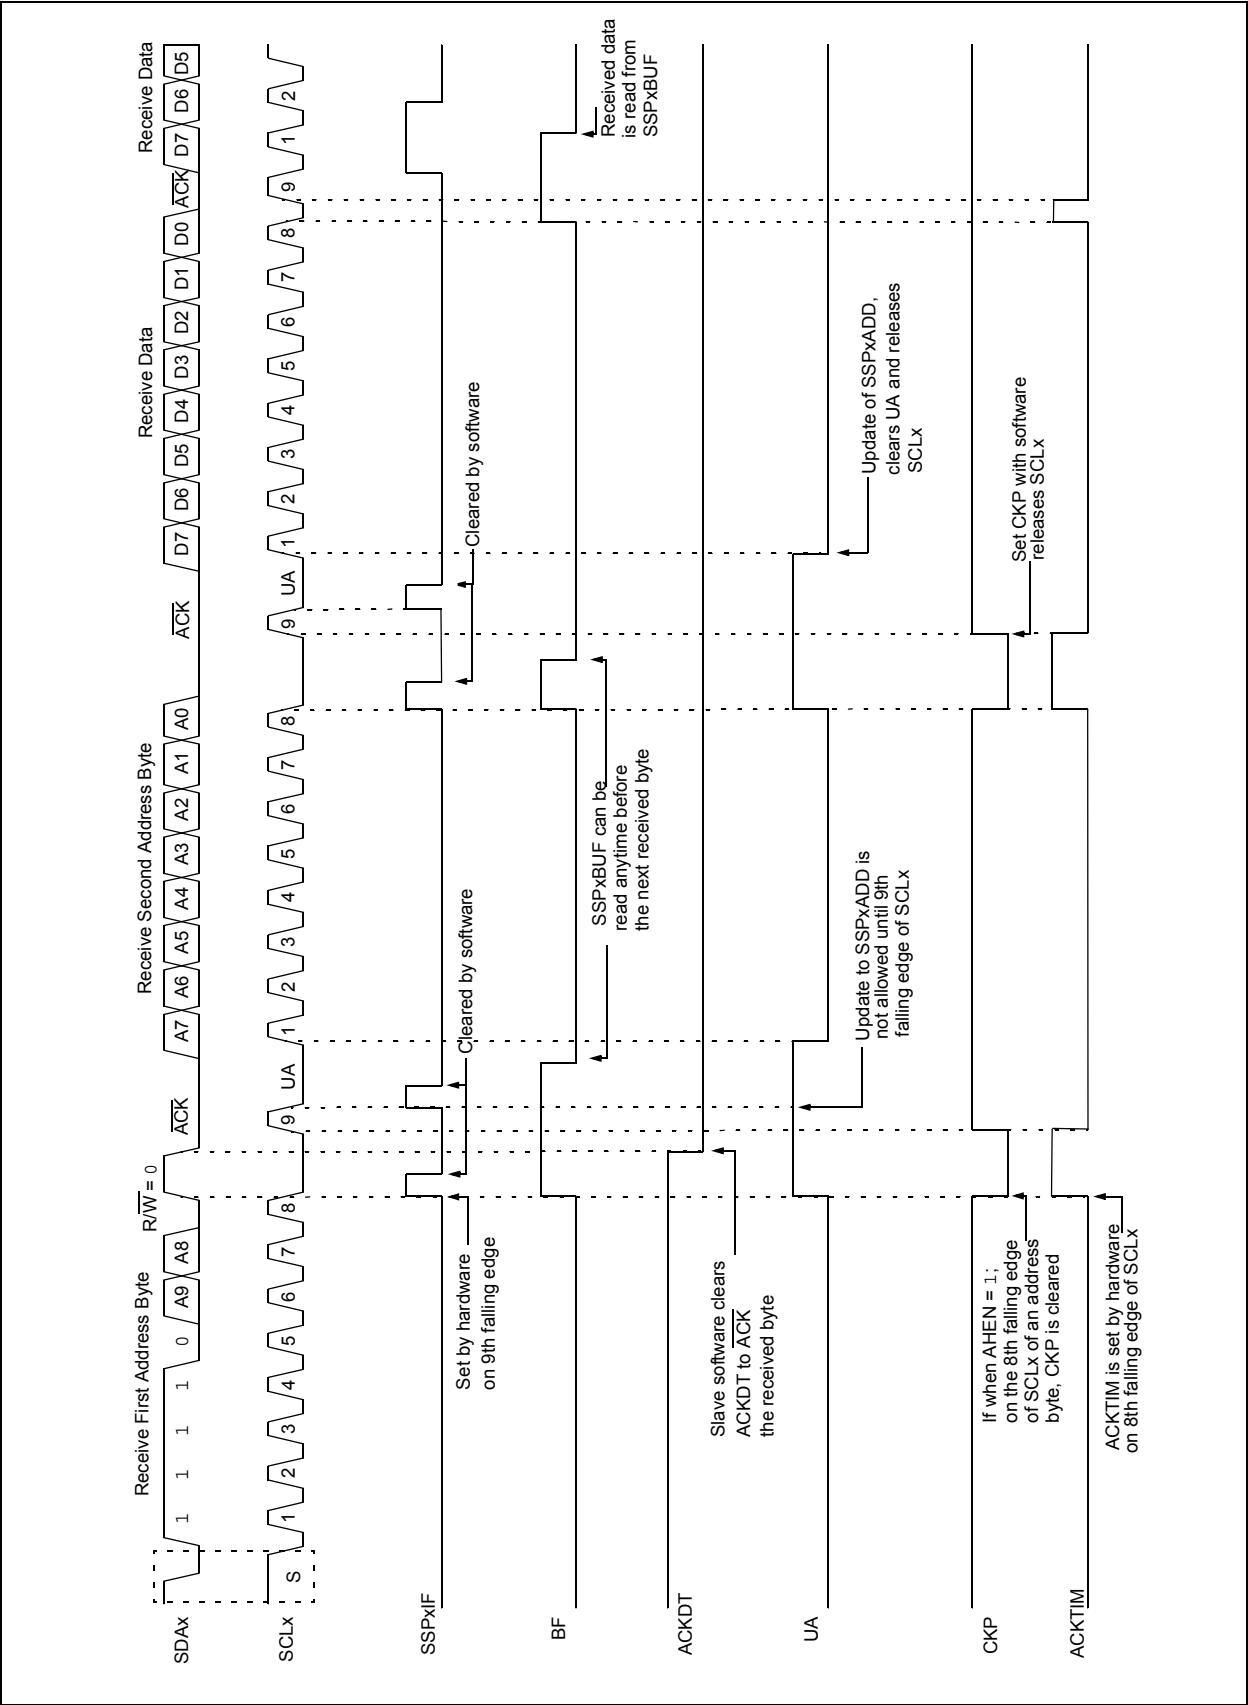 Receive First Address Byte
R/W = 0
Receive Second Address Byte
Receive Data
Receive Data
SDAx
1 1 1 1 0 A9 A8
ACK
A7 A6 A5 A4 A3 A2 A1 A0
ACK
D7 D6 D5 D4 D3 D2 D1 D0
ACK
D7 D6 D5
SCLx
S
1 2 3 4 5 6 7 8 9 UA 1 2 3 4 5 6 7 8 9 UA 1 2 3 4 5 6 7 8 9 1 2
SSPxIF
Set by hardware
on 9th falling edge
Cleared by software
Cleared by software
BF
SSPxBUF can be
read anytime before
the next received byte
Received data
is read from
SSPxBUF
ACKDT
Slave software clears
ACKDT to ACK
the received byte
UA
Update to SSPxADD is
not allowed until 9th
falling edge of SCLx
Update of SSPxADD,
clears UA and releases
SCLx
CKP
If when AHEN = 1;
on the 8th falling edge
of SCLx of an address
byte, CKP is cleared
Set CKP with software
releases SCLx
ACKTIM
ACKTIM is set by hardware
on 8th falling edge of SCLx